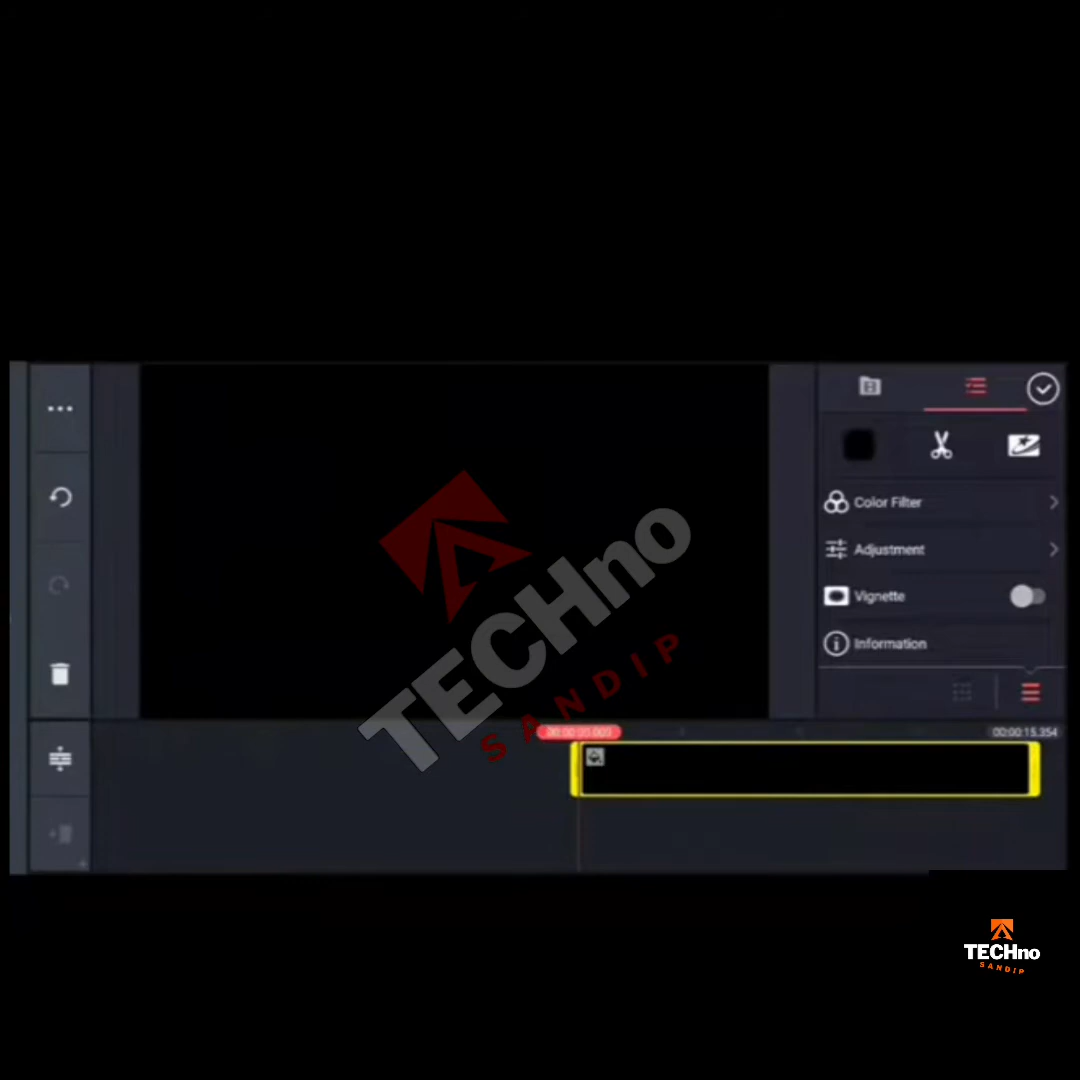 Color Filter
Adjustment
Vignette
Information
00:00:15.354
TECHno
SANDIP
TECHno
SANDIP